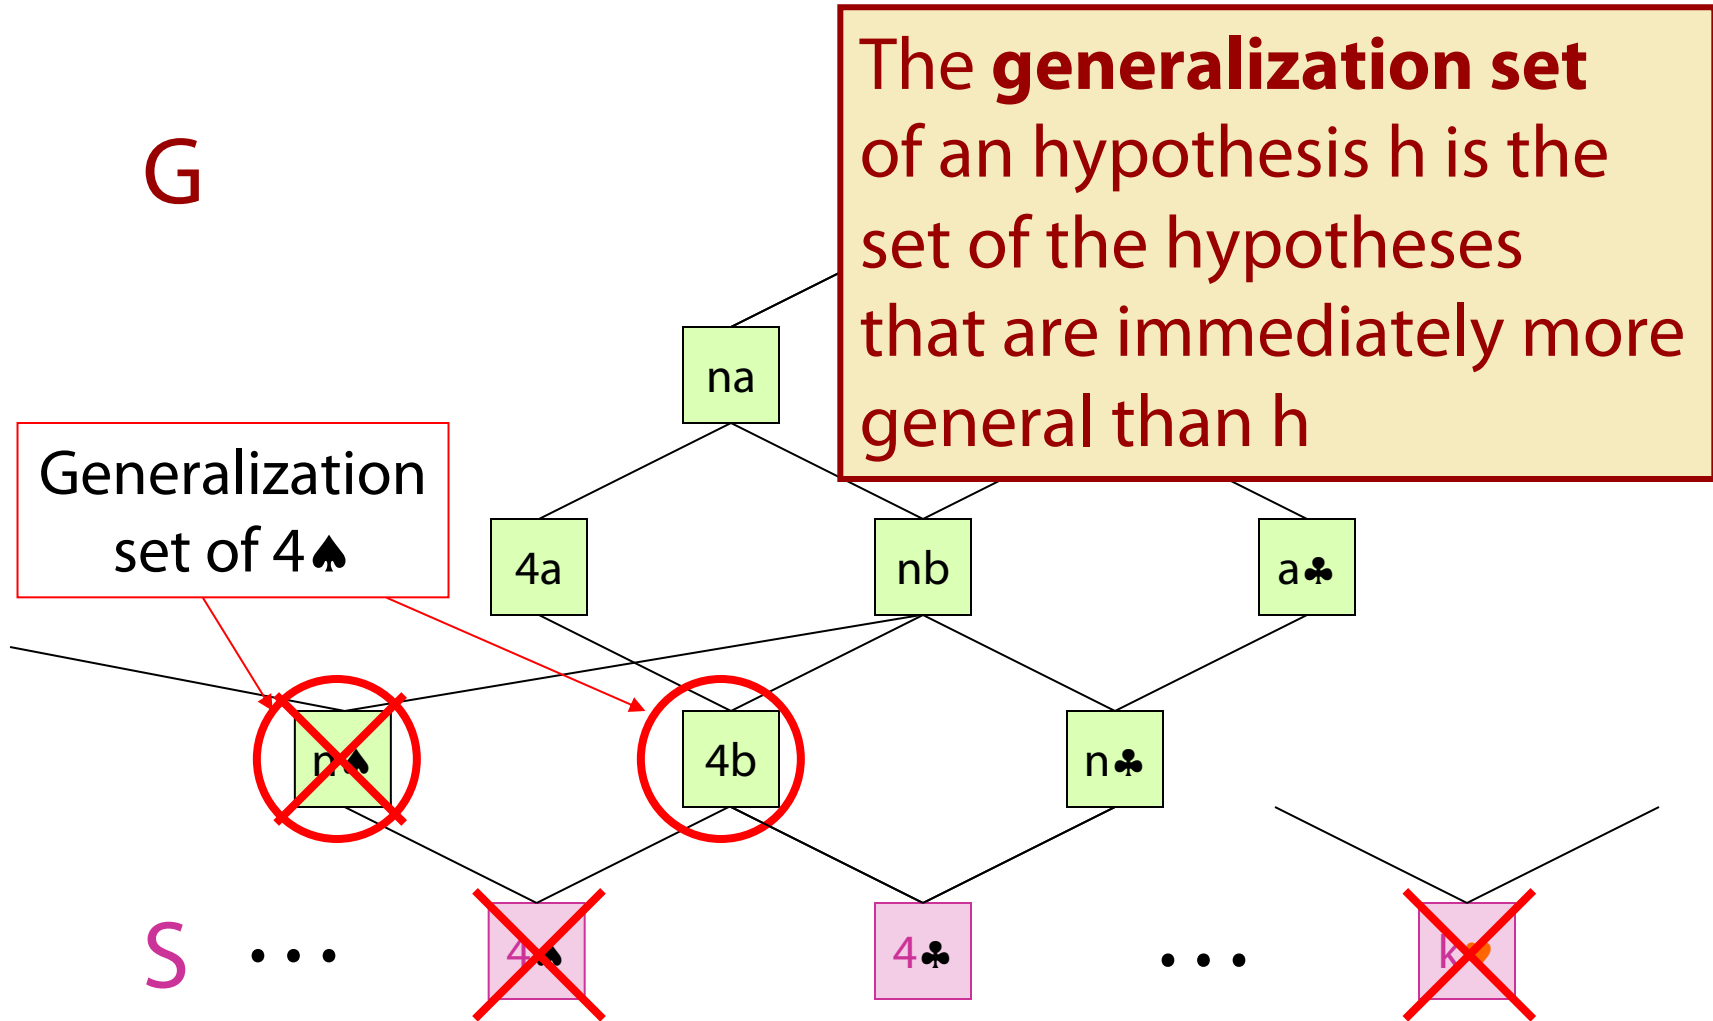 The generalization set
of an hypothesis h is the
set of the hypotheses
that are immediately more
general than h
G
na
Generalization
set of 4♠
4a nb a♣
n♠ 4b n♣
S ••• 4♠ 4♣ ••• k♥